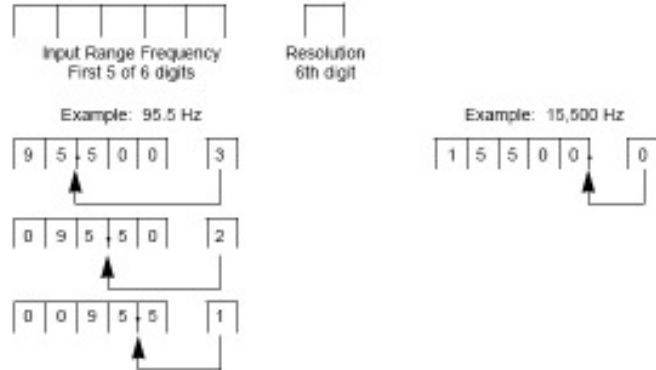 Input Range Frequency
First 5 of 6 digits
Resolution
6th digit
Example: 95.5 Hz
9 5.5 0 0 3
0 9 5.5 0 2
0 0 9 5.5 1
Example: 15,500 Hz
1 5 5 0 0. 0